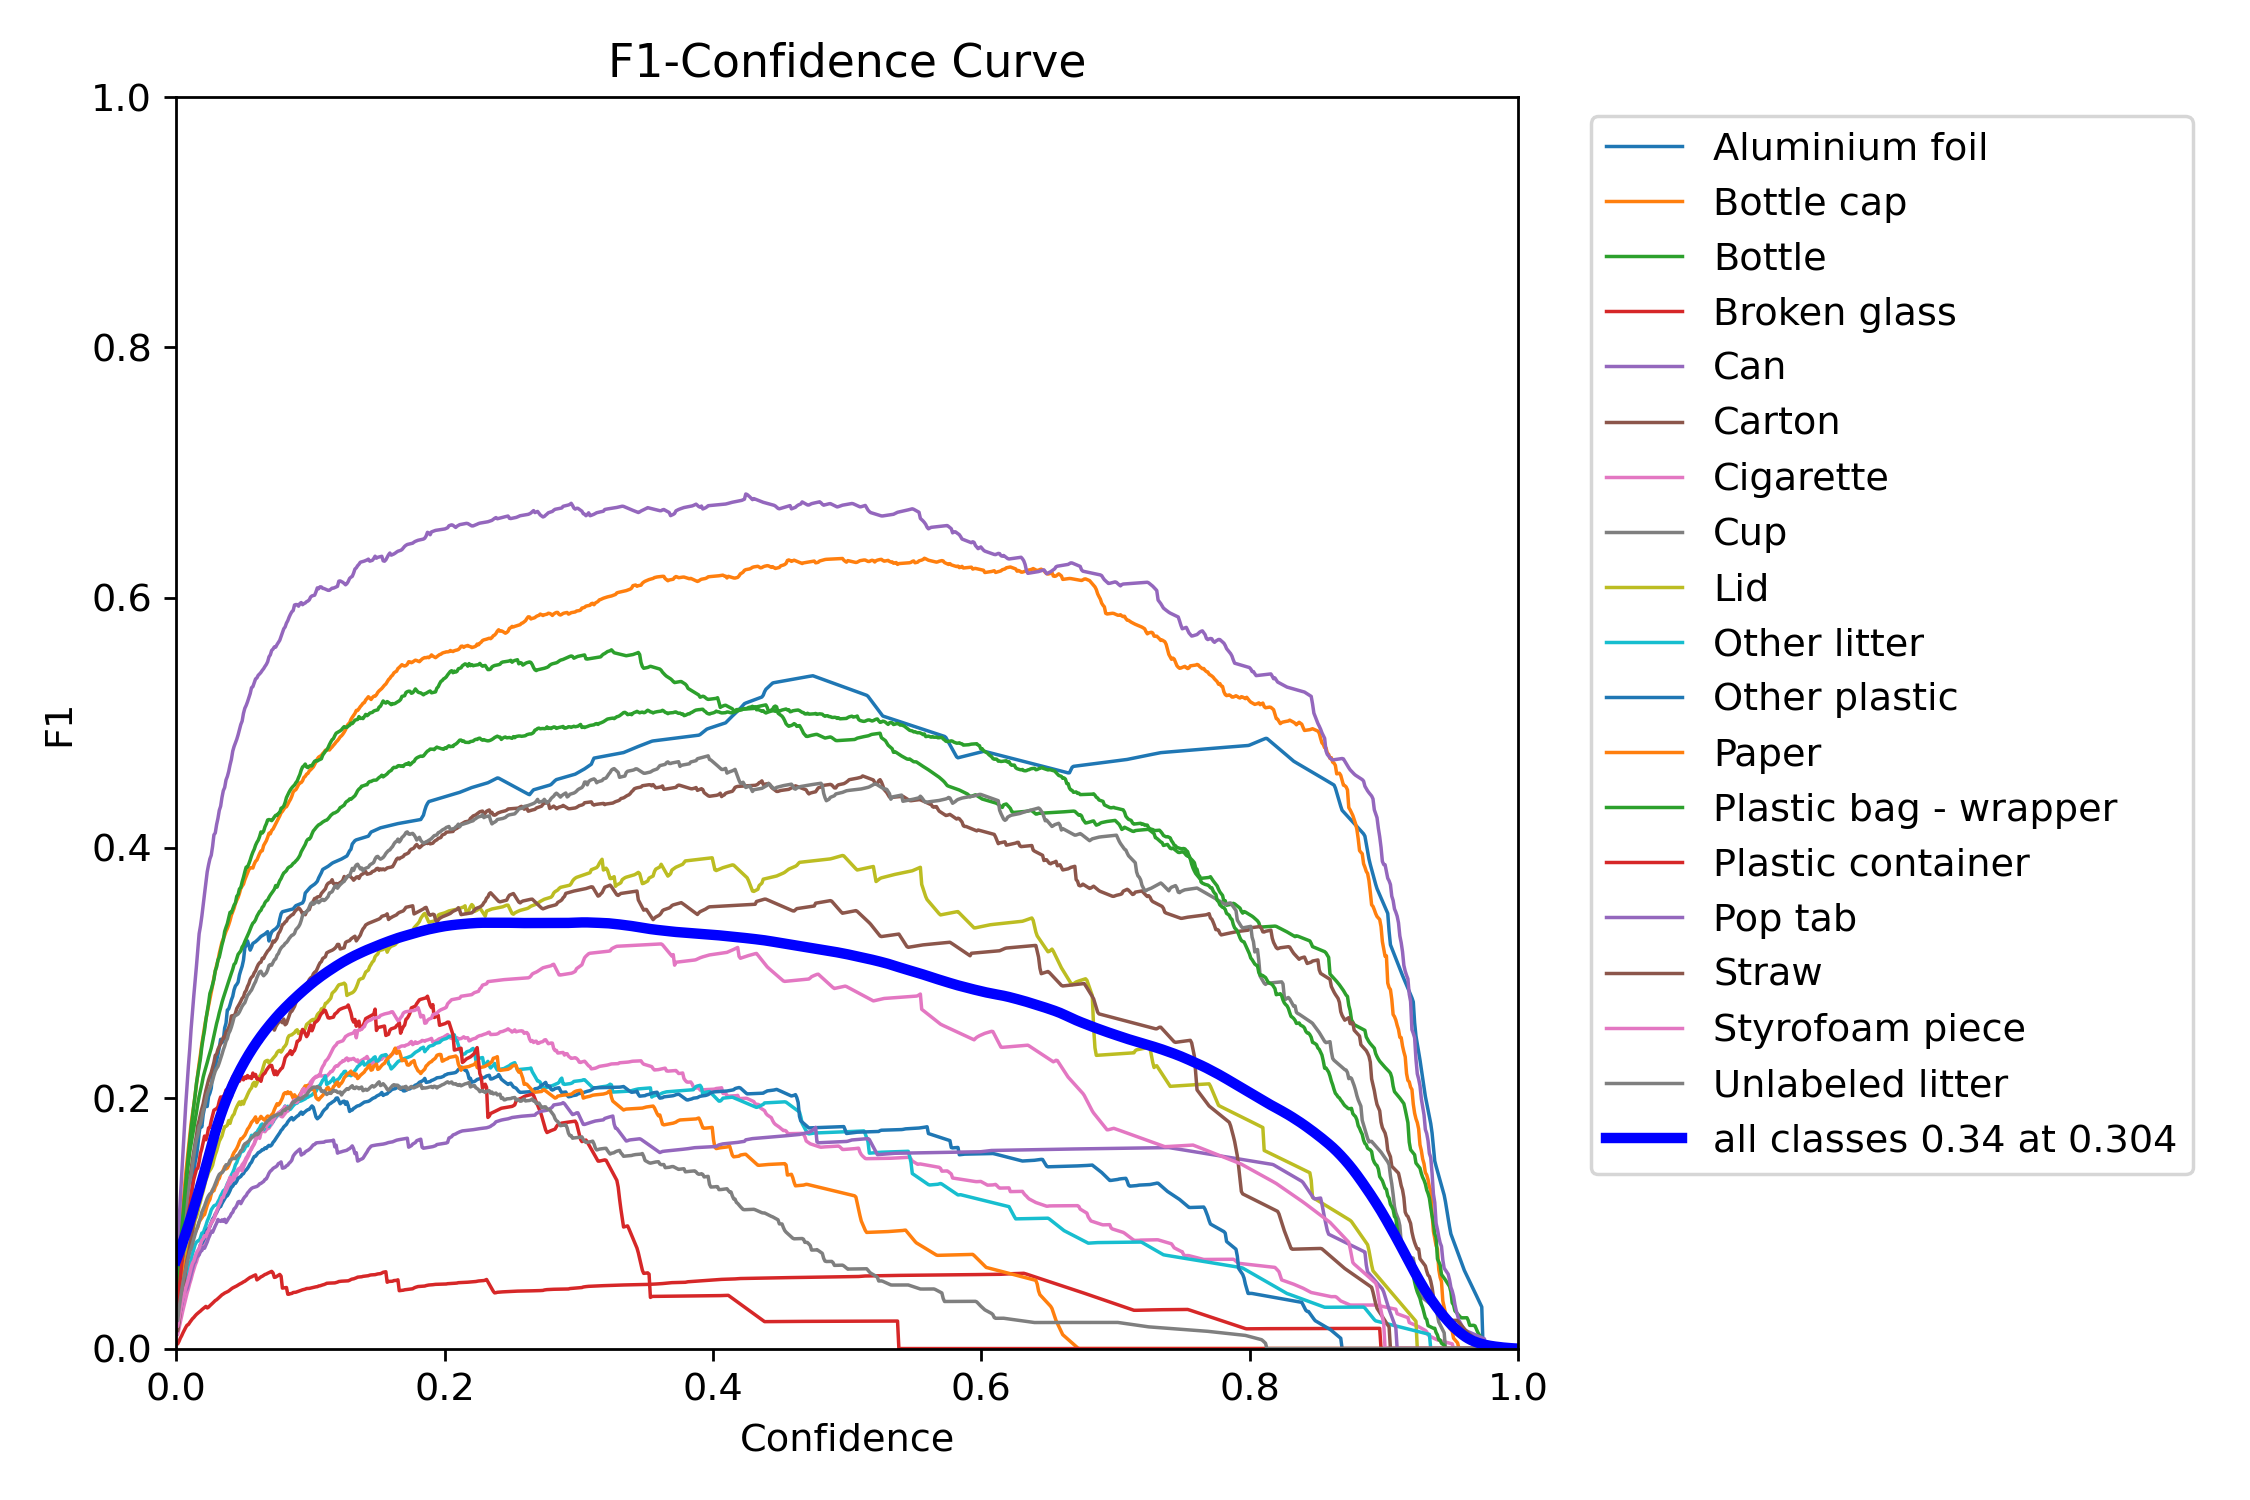 F1-Confidence Curve
1.0
0.8
0.6
0.4
0.2
0.0
F1
0.0 0.2 0.4 0.6 0.8 1.0
Confidence
Aluminium foil
Bottle cap
Bottle
Broken glass
Can
Carton
Cigarette
Cup
Lid
Other litter
Other plastic
Paper
Plastic bag - wrapper
Plastic container
Pop tab
Straw
Styrofoam piece
Unlabeled litter
all classes 0.34 at 0.304